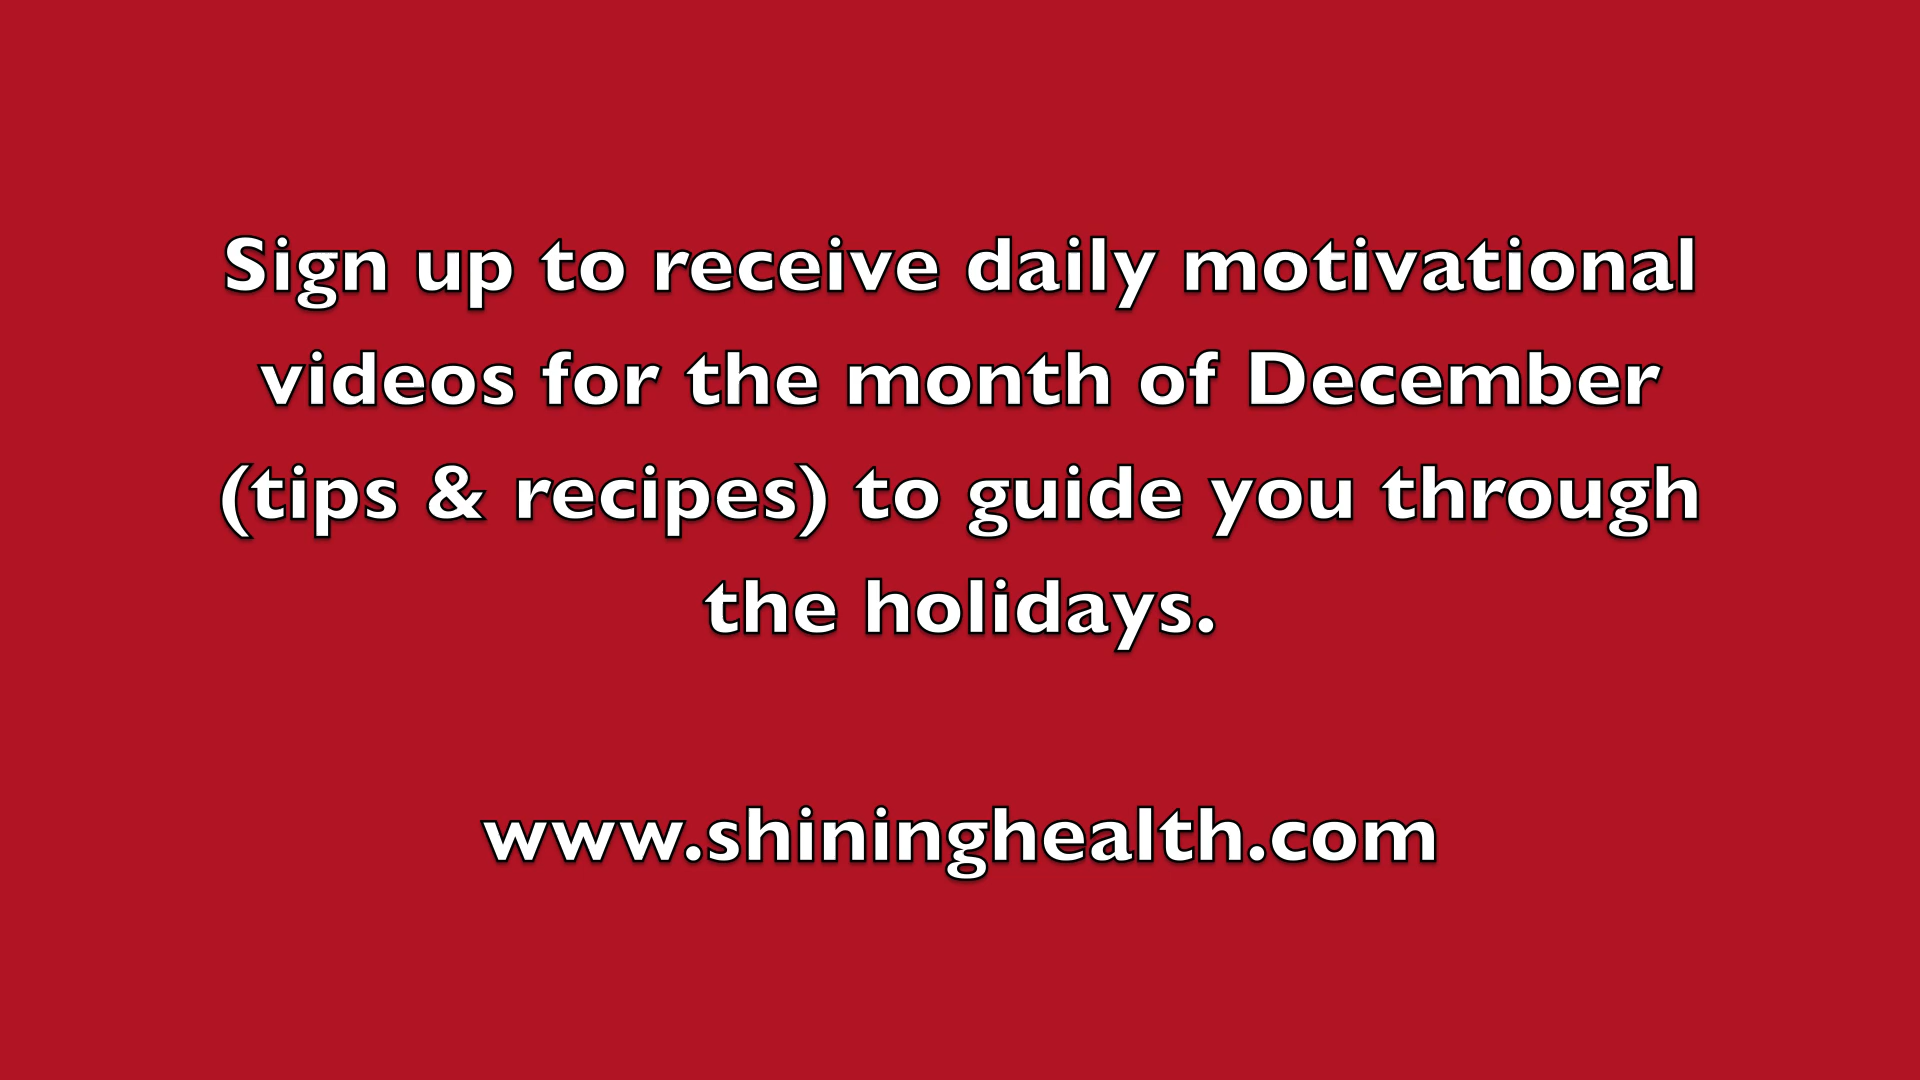 Sign up to receive daily motivational
videos for the month of December
(tips & recipes) to guide you through
the holidays.
www.shininghealth.com